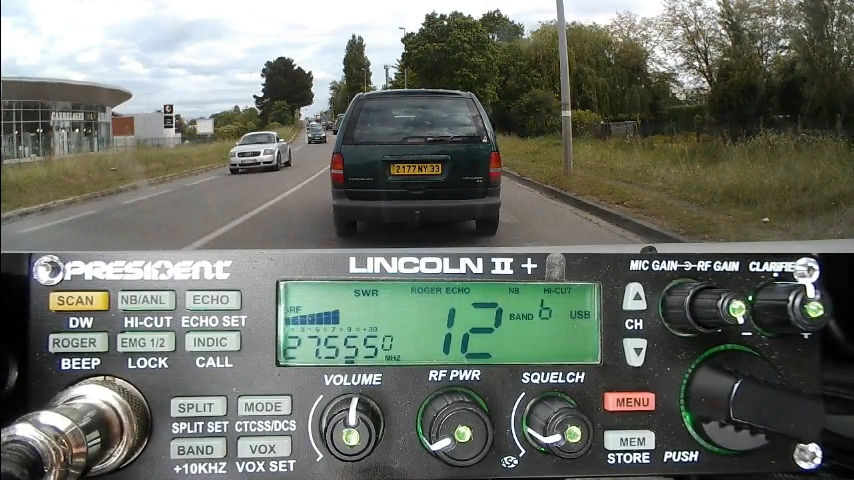 2177 NY 33
PRESIDENT
LINCOLN II +
MIC GAIN RF GAIN CLARIFIER
SCAN NB/ANL ECHO
DW HI-CUT ECHO SET
ROGER EMG 1/2 INDIC
BEEP LOCK CALL
SWR ROGER ECHO NB HI-CUT
12 BAND b USB
27.5550 MHZ
CH
VOLUME RF PWR SQUELCH
SPLIT MODE
SPLIT SET CTCSS/DCS
BAND VOX
+10KHZ VOX SET
MENU
MEM
STORE PUSH